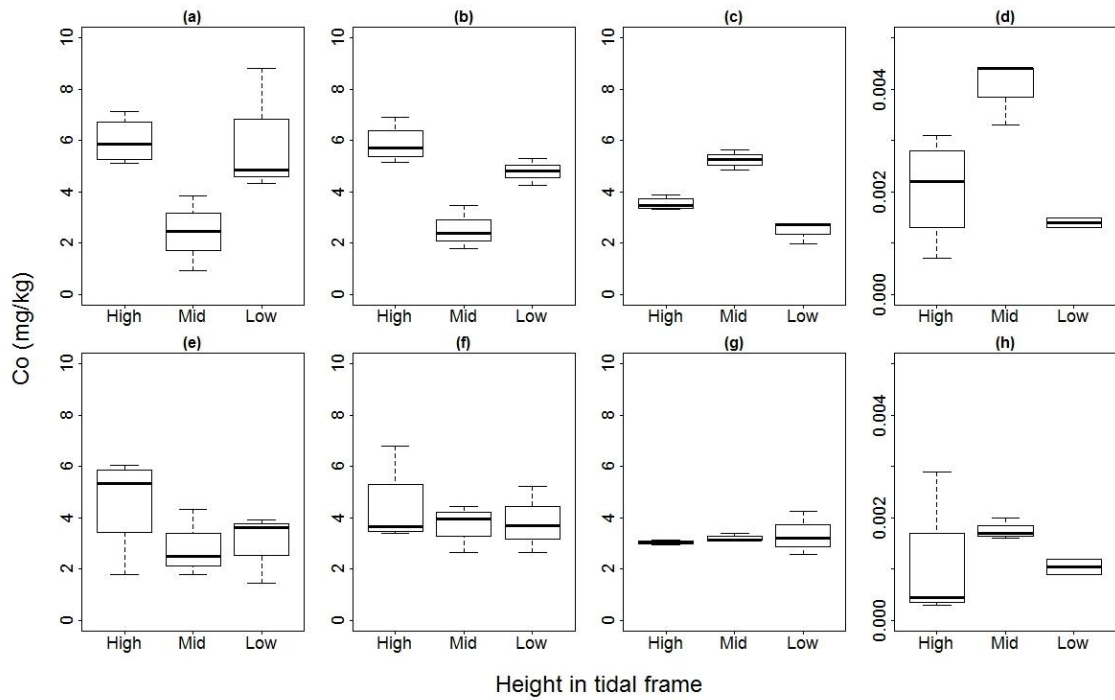 (a) (b) (c) (d)
10 10 10
8 8 8 0.004
6 6 6
4 4 4 0.002
2 2 2
0 0 0 0.000
High Mid Low High Mid Low High Mid Low High Mid Low
Co (mg/kg)
(e) (f) (g) (h)
10 10 10
8 8 8 0.004
6 6 6
4 4 4 0.002
2 2 2
0 0 0 0.000
High Mid Low High Mid Low High Mid Low High Mid Low
Height in tidal frame